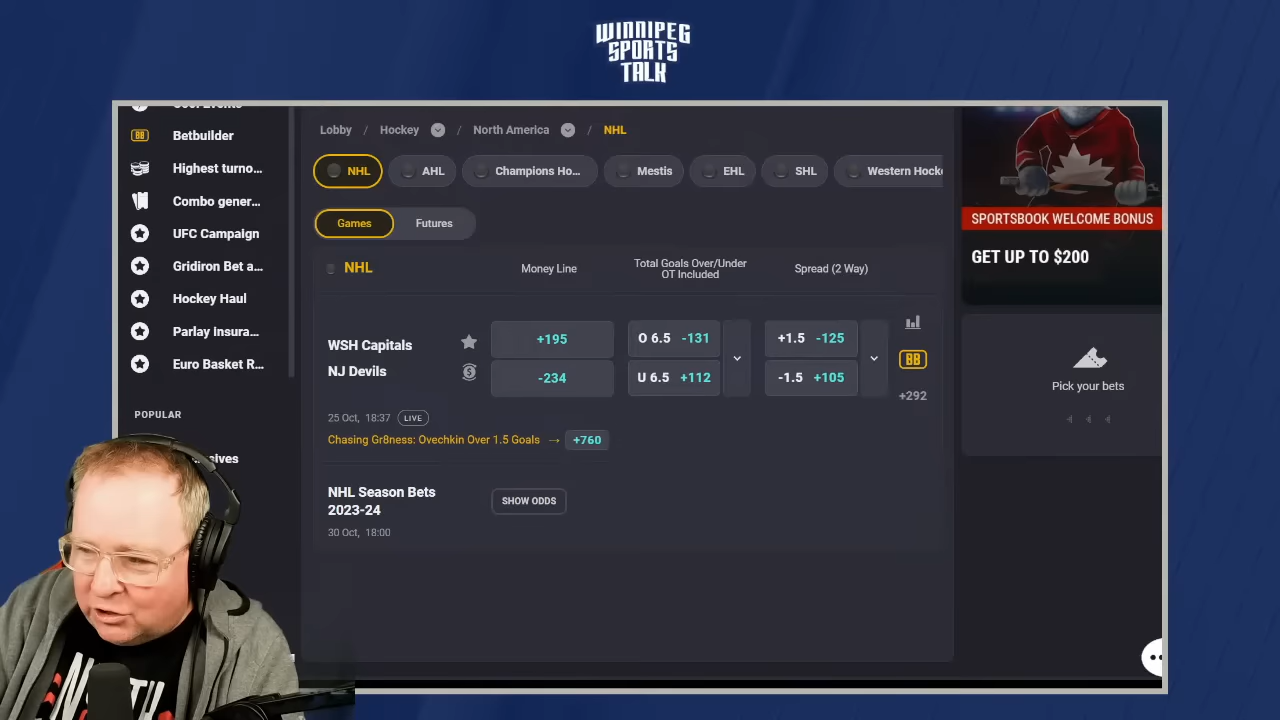 WINNIPEG
SPORTS
TALK
Betbuilder
Highest turno...
Combo gener...
UFC Campaign
Gridiron Bet a...
Hockey Haul
Parlay Insura...
Euro Basket R...
POPULAR
Lobby / Hockey / North America / NHL
NHL AHL Champions Ho... Mestis EHL SHL Western Hock
Games Futures
NHL Money Line Total Goals Over/Under Spread (2 Way)
OT Included
WSH Capitals +195 O 6.5 -131 +1.5 -125
NJ Devils -234 U 6.5 +112 -1.5 +105
BB
+292
25 Oct, 18:37 LIVE
Chasing Gr8ness: Ovechkin Over 1.5 Goals → +760
NHL Season Bets
2023-24
SHOW ODDS
30 Oct, 18:00
SPORTSBOOK WELCOME BONUS
GET UP TO $200
Pick your bets